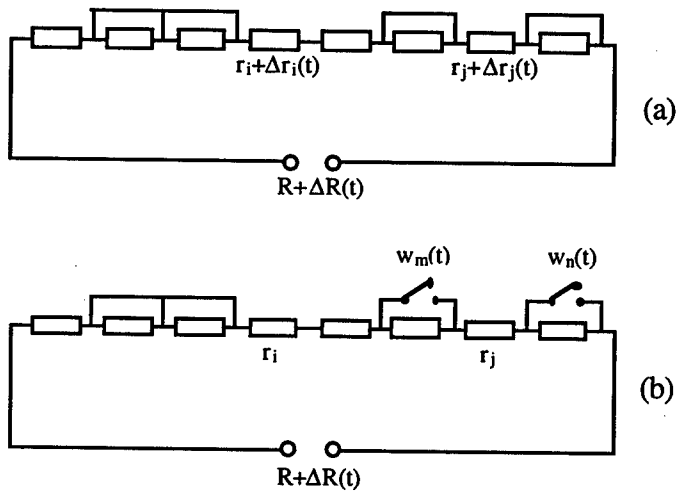 rᵢ+Δrᵢ(t) rⱼ+Δrⱼ(t)
(a)
R+ΔR(t)
wₘ(t) wₙ(t)
rᵢ rⱼ
(b)
R+ΔR(t)